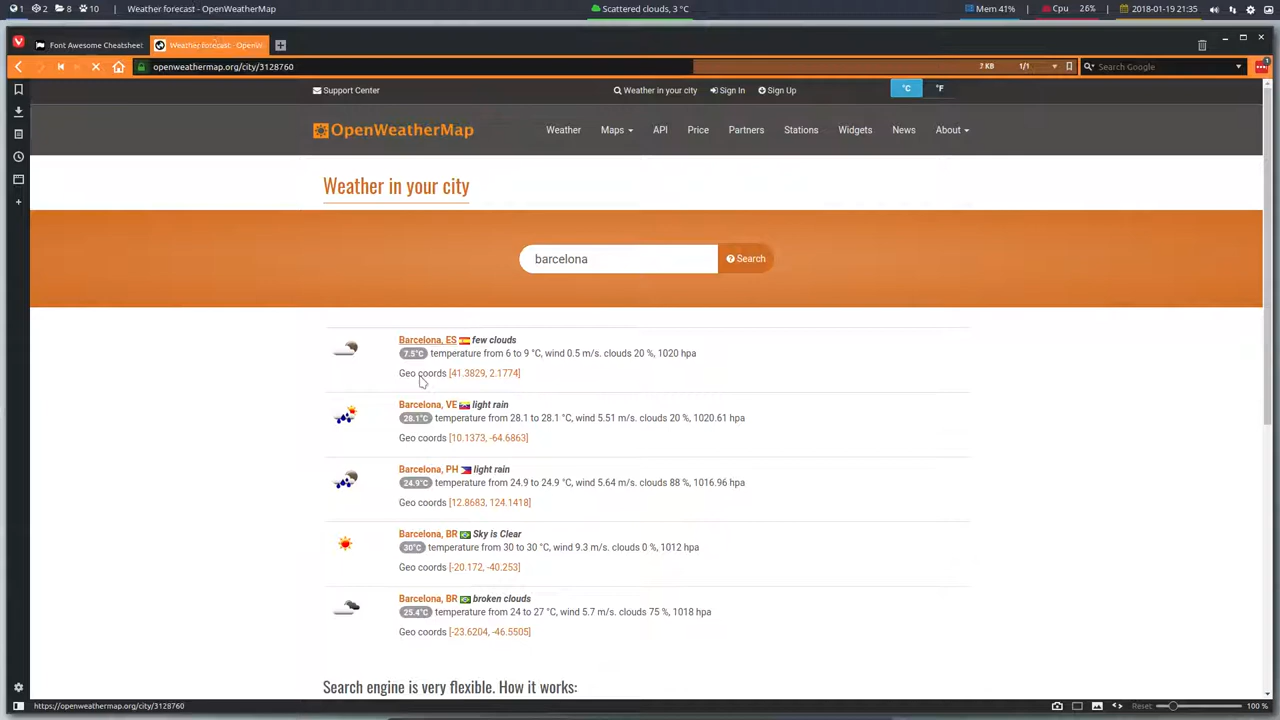 1 2 8 10 Weather forecast - OpenWeatherMap Scattered clouds, 3 °C Mem 41% Cpu 26% 2018-01-19 21:35
Font Awesome Cheatsheet Weather forecast - OpenW
openweathermap.org/city/3128760 ? KB 1/1 Search Google 1
Support Center Weather in your city Sign In Sign Up °C °F
OpenWeatherMap Weather Maps API Price Partners Stations Widgets News About
Weather in your city
barcelona Search
Barcelona, ES few clouds
7.5°C temperature from 6 to 9 °C, wind 0.5 m/s. clouds 20 %, 1020 hpa
Geo coords [41.3829, 2.1774]
Barcelona, VE light rain
28.1°C temperature from 28.1 to 28.1 °C, wind 5.51 m/s. clouds 20 %, 1020.61 hpa
Geo coords [10.1373, -64.6863]
Barcelona, PH light rain
24.9°C temperature from 24.9 to 24.9 °C, wind 5.64 m/s. clouds 88 %, 1016.96 hpa
Geo coords [12.8683, 124.1418]
Barcelona, BR Sky is Clear
30°C temperature from 30 to 30 °C, wind 9.3 m/s. clouds 0 %, 1012 hpa
Geo coords [-20.172, -40.253]
Barcelona, BR broken clouds
25.4°C temperature from 24 to 27 °C, wind 5.7 m/s. clouds 75 %, 1018 hpa
Geo coords [-23.6204, -46.5505]
Search engine is very flexible. How it works:
https://openweathermap.org/city/3128760 Reset 100 %